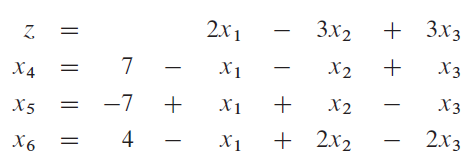 z = 2x₁ − 3x₂ + 3x₃
x₄ = 7 − x₁ − x₂ + x₃
x₅ = −7 + x₁ + x₂ − x₃
x₆ = 4 − x₁ + 2x₂ − 2x₃